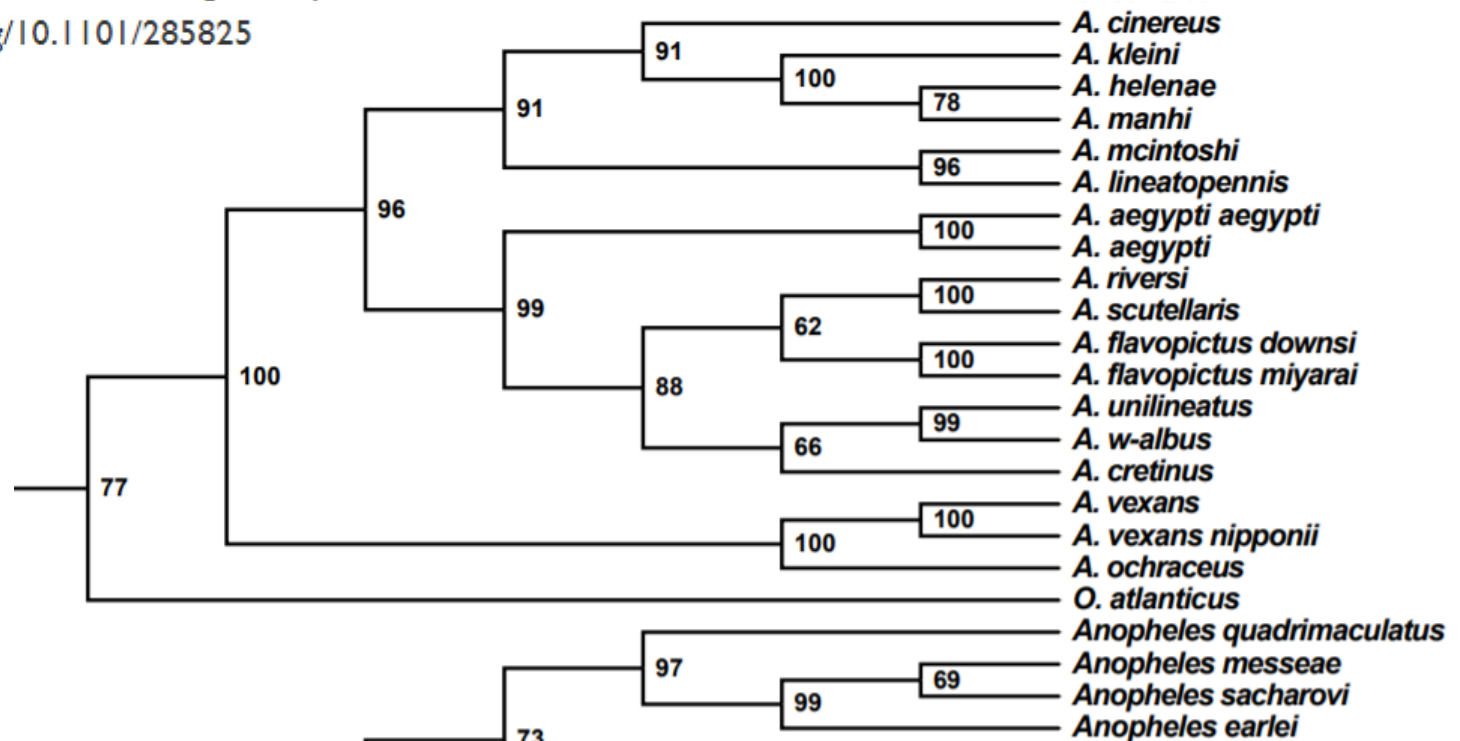 g/10.1101/285825
A. cinereus
91
A. kleini
100
A. helenae
78
91
A. manhi
A. mcintoshi
96
A. lineatopennis
96
A. aegypti aegypti
100
A. aegypti
A. riversi
100
99
A. scutellaris
62
A. flavopictus downsi
100
100
A. flavopictus miyarai
88
A. unilineatus
99
A. w-albus
66
A. cretinus
77
A. vexans
100
A. vexans nipponii
100
A. ochraceus
O. atlanticus
Anopheles quadrimaculatus
97
Anopheles messeae
69
Anopheles sacharovi
99
Anopheles earlei
73